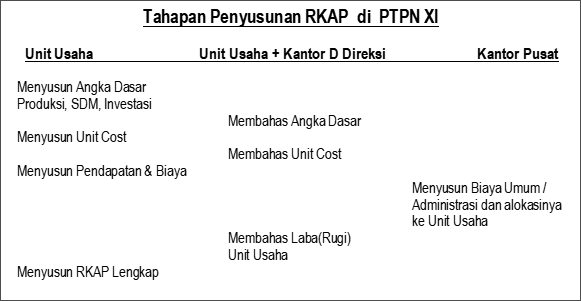 Tahapan Penyusunan RKAP di PTPN XI
Unit Usaha Unit Usaha + Kantor D Direksi Kantor Pusat
Menyusun Angka Dasar
Produksi, SDM, Investasi
Membahas Angka Dasar
Menyusun Unit Cost
Membahas Unit Cost
Menyusun Pendapatan & Biaya
Menyusun Biaya Umum /
Administrasi dan alokasinya
ke Unit Usaha
Membahas Laba(Rugi)
Unit Usaha
Menyusun RKAP Lengkap